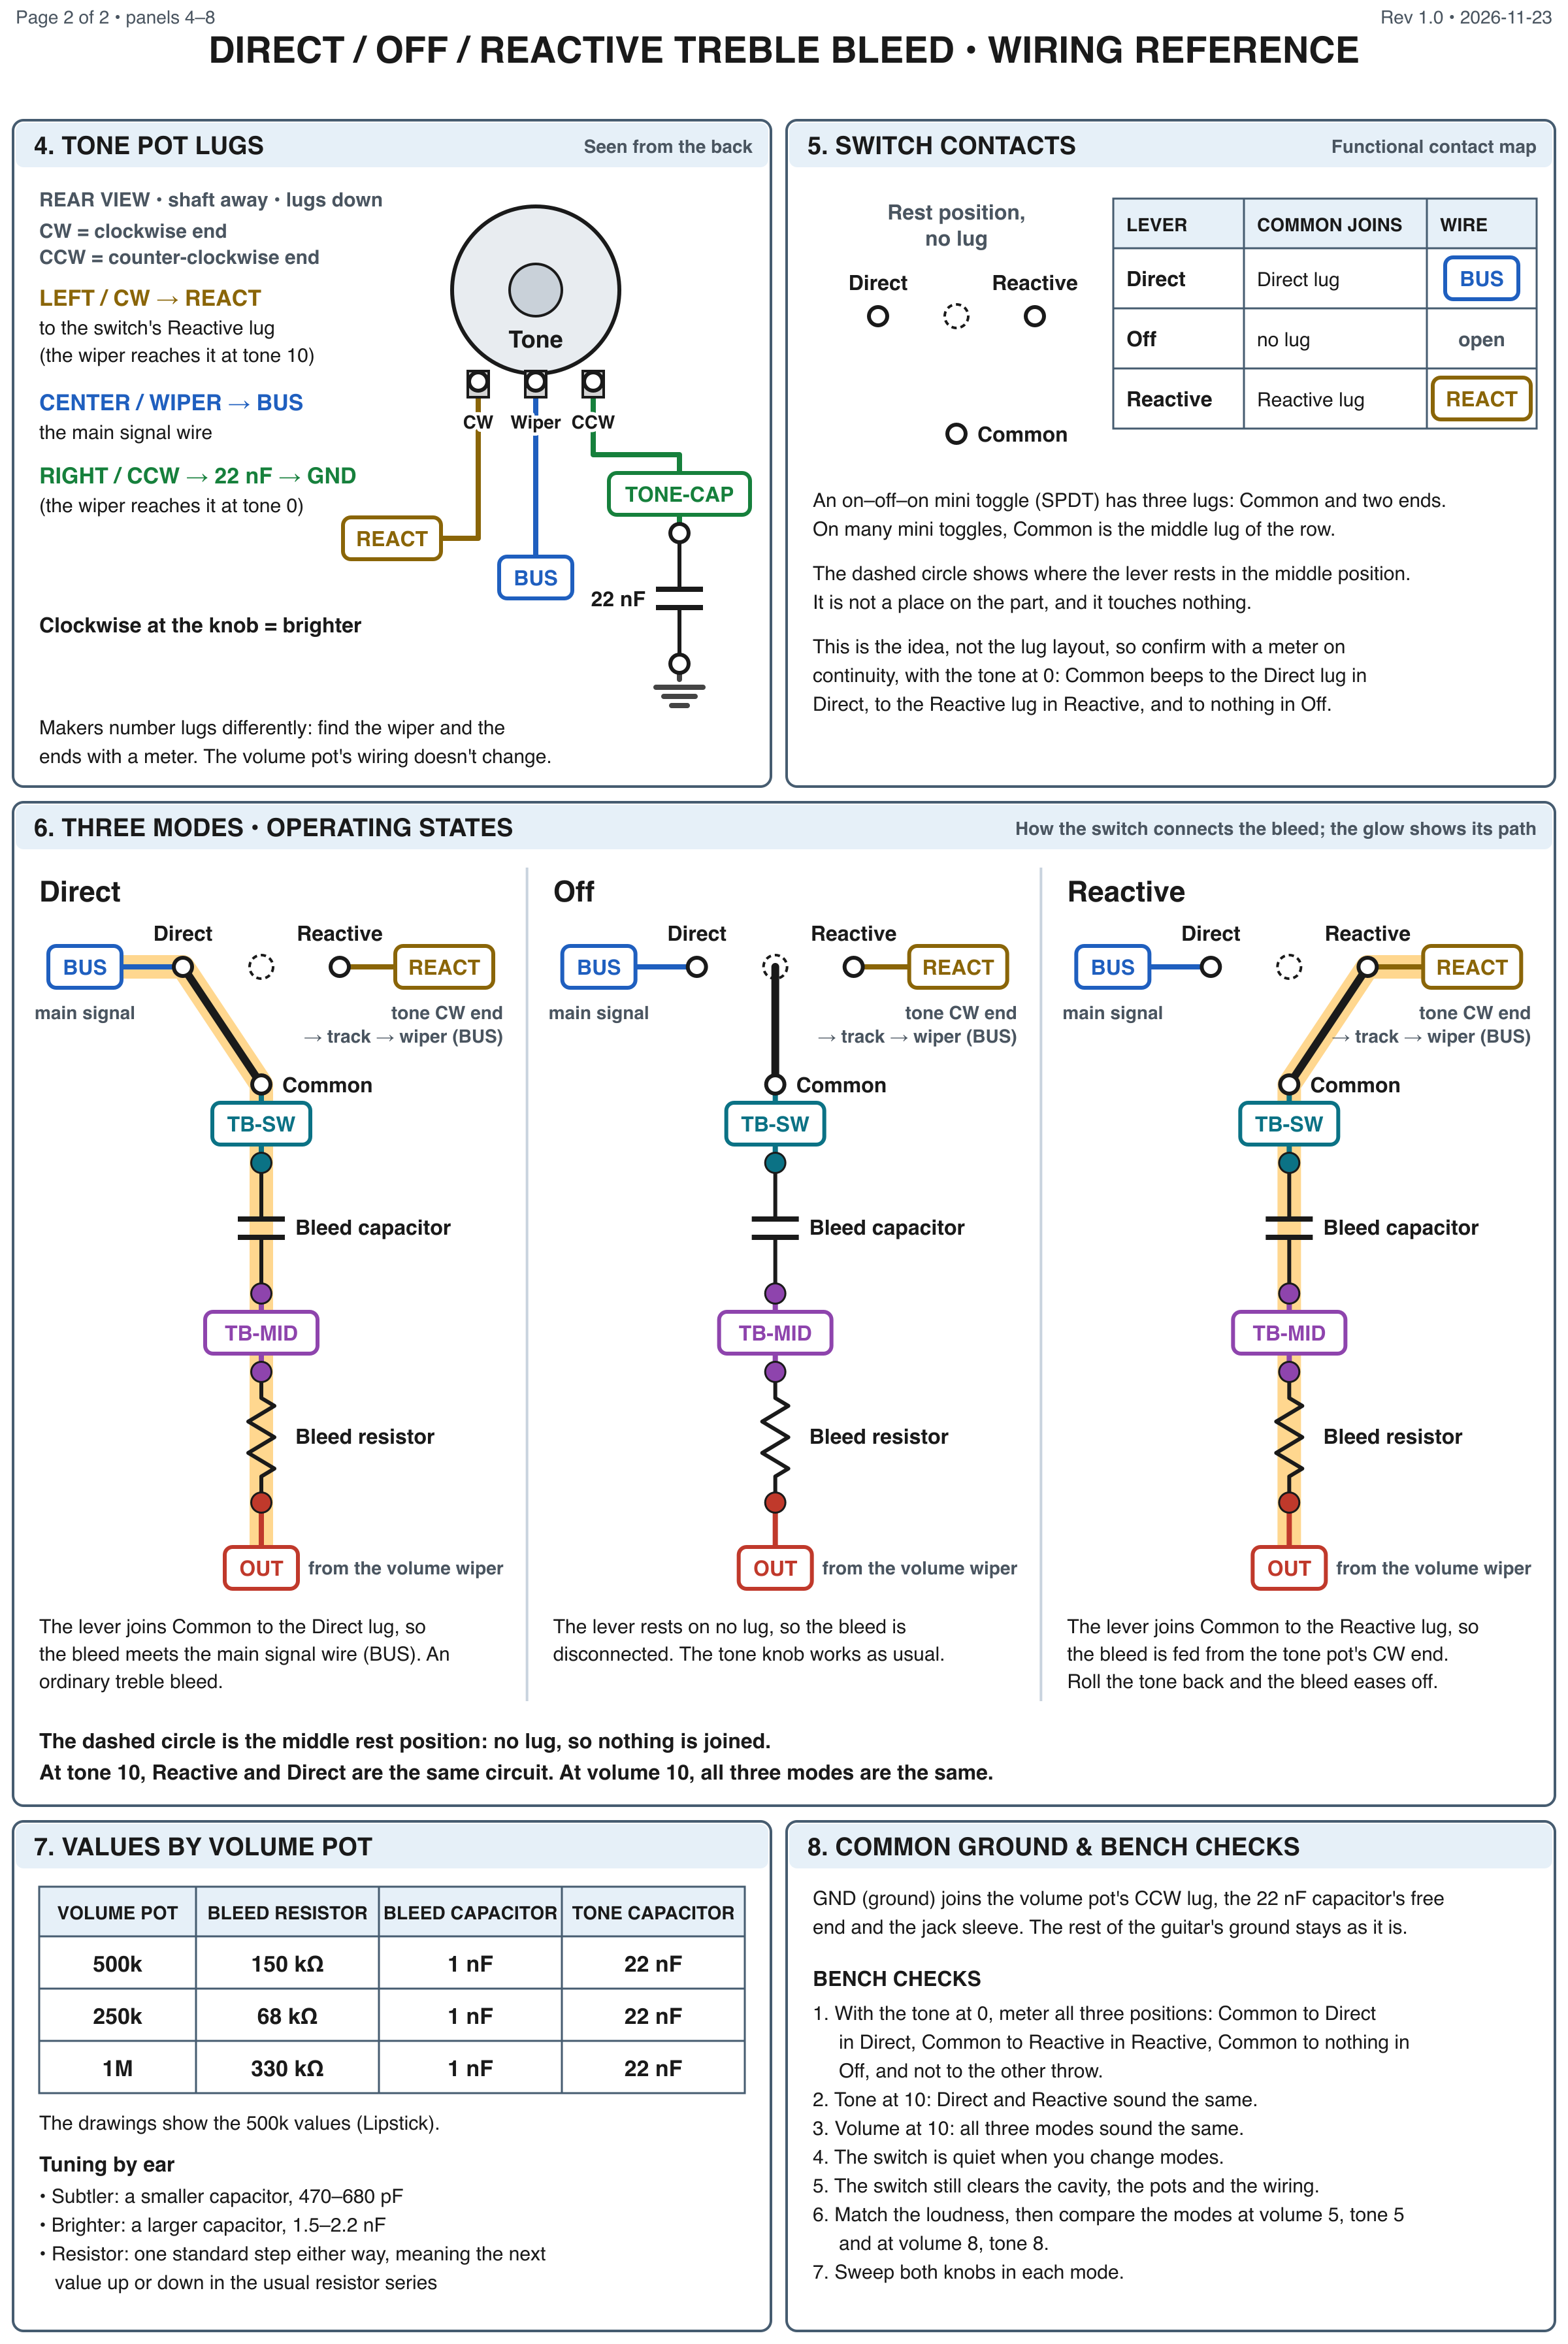 Page 2 of 2 • panels 4–8
Rev 1.0 • 2026-11-23
DIRECT / OFF / REACTIVE TREBLE BLEED • WIRING REFERENCE
4. TONE POT LUGS
Seen from the back
REAR VIEW • shaft away • lugs down
CW = clockwise end
CCW = counter-clockwise end
LEFT / CW → REACT
to the switch's Reactive lug
(the wiper reaches it at tone 10)
CENTER / WIPER → BUS
the main signal wire
RIGHT / CCW → 22 nF → GND
(the wiper reaches it at tone 0)
Tone
CW
Wiper
CCW
TONE-CAP
REACT
BUS
22 nF
Clockwise at the knob = brighter
Makers number lugs differently: find the wiper and the
ends with a meter. The volume pot's wiring doesn't change.
5. SWITCH CONTACTS
Functional contact map
Rest position,
no lug
Direct
Reactive
Common
LEVER COMMON JOINS WIRE
Direct Direct lug BUS
Off no lug open
Reactive Reactive lug REACT
An on–off–on mini toggle (SPDT) has three lugs: Common and two ends.
On many mini toggles, Common is the middle lug of the row.
The dashed circle shows where the lever rests in the middle position.
It is not a place on the part, and it touches nothing.
This is the idea, not the lug layout, so confirm with a meter on
continuity, with the tone at 0: Common beeps to the Direct lug in
Direct, to the Reactive lug in Reactive, and to nothing in Off.
6. THREE MODES • OPERATING STATES
How the switch connects the bleed; the glow shows its path
Direct
Direct
Reactive
BUS
REACT
main signal
tone CW end
→ track → wiper (BUS)
Common
TB-SW
Bleed capacitor
TB-MID
Bleed resistor
OUT
from the volume wiper
The lever joins Common to the Direct lug, so
the bleed meets the main signal wire (BUS). An
ordinary treble bleed.
Off
Direct
Reactive
BUS
REACT
main signal
tone CW end
→ track → wiper (BUS)
Common
TB-SW
Bleed capacitor
TB-MID
Bleed resistor
OUT
from the volume wiper
The lever rests on no lug, so the bleed is
disconnected. The tone knob works as usual.
Reactive
Direct
Reactive
BUS
REACT
main signal
tone CW end
→ track → wiper (BUS)
Common
TB-SW
Bleed capacitor
TB-MID
Bleed resistor
OUT
from the volume wiper
The lever joins Common to the Reactive lug, so
the bleed is fed from the tone pot's CW end.
Roll the tone back and the bleed eases off.
The dashed circle is the middle rest position: no lug, so nothing is joined.
At tone 10, Reactive and Direct are the same circuit. At volume 10, all three modes are the same.
7. VALUES BY VOLUME POT
VOLUME POT BLEED RESISTOR BLEED CAPACITOR TONE CAPACITOR
500k 150 kΩ 1 nF 22 nF
250k 68 kΩ 1 nF 22 nF
1M 330 kΩ 1 nF 22 nF
The drawings show the 500k values (Lipstick).
Tuning by ear
• Subtler: a smaller capacitor, 470–680 pF
• Brighter: a larger capacitor, 1.5–2.2 nF
• Resistor: one standard step either way, meaning the next
value up or down in the usual resistor series
8. COMMON GROUND & BENCH CHECKS
GND (ground) joins the volume pot's CCW lug, the 22 nF capacitor's free
end and the jack sleeve. The rest of the guitar's ground stays as it is.
BENCH CHECKS
1. With the tone at 0, meter all three positions: Common to Direct
in Direct, Common to Reactive in Reactive, Common to nothing in
Off, and not to the other throw.
2. Tone at 10: Direct and Reactive sound the same.
3. Volume at 10: all three modes sound the same.
4. The switch is quiet when you change modes.
5. The switch still clears the cavity, the pots and the wiring.
6. Match the loudness, then compare the modes at volume 5, tone 5
and at volume 8, tone 8.
7. Sweep both knobs in each mode.